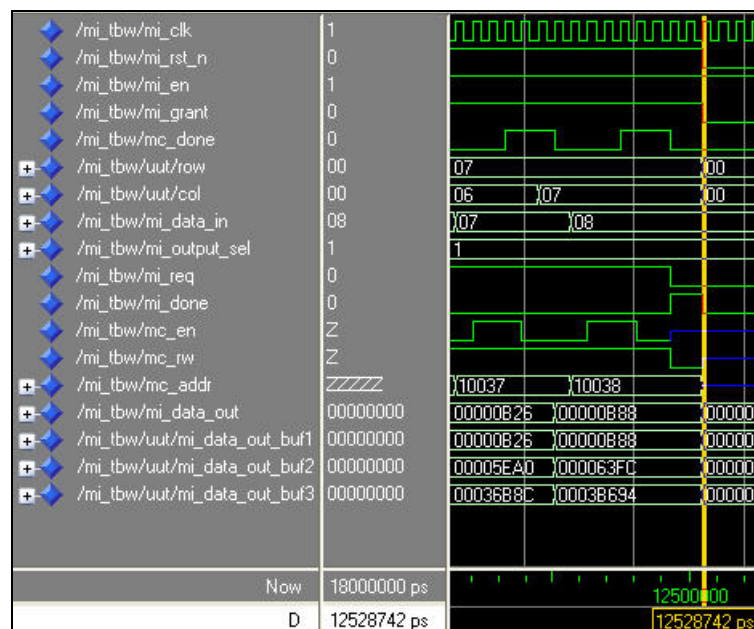 /mi_tbw/mi_clk 1
/mi_tbw/mi_rst_n 0
/mi_tbw/mi_en 1
/mi_tbw/mi_grant 0
/mi_tbw/mc_done 0
/mi_tbw/uut/row 00 07 00
/mi_tbw/uut/col 00 06 07 00
/mi_tbw/mi_data_in 08 07 08
/mi_tbw/mi_output_sel 1 1
/mi_tbw/mi_req 0
/mi_tbw/mi_done 0
/mi_tbw/mc_en Z
/mi_tbw/mc_rw Z
/mi_tbw/mc_addr ZZZZZ 10037 10038
/mi_tbw/mi_data_out 00000000 00000B26 00000B88 00000
/mi_tbw/uut/mi_data_out_buf1 00000000 00000B26 00000B88 00000
/mi_tbw/uut/mi_data_out_buf2 00000000 00005EA0 000063FC 00000
/mi_tbw/uut/mi_data_out_buf3 00000000 00036B8C 0003B694 00000
Now 18000000 ps 12500000
D 12528742 ps 12528742 ps